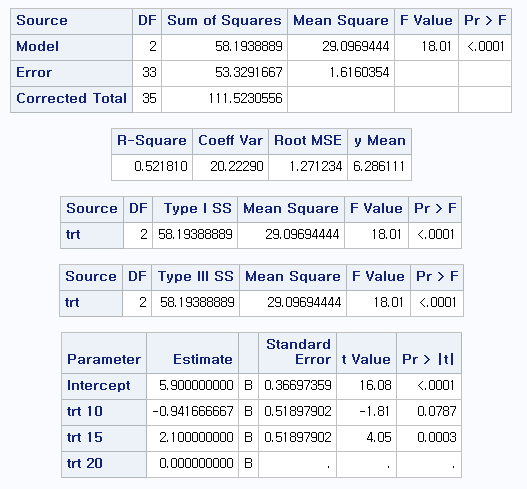 Source DF Sum of Squares Mean Square F Value Pr > F
Model 2 58.1938889 29.0969444 18.01 <.0001
Error 33 53.3291667 1.6160354
Corrected Total 35 111.5230556
R-Square Coeff Var Root MSE y Mean
0.521810 20.22290 1.271234 6.286111
Source DF Type I SS Mean Square F Value Pr > F
trt 2 58.19388889 29.09694444 18.01 <.0001
Source DF Type III SS Mean Square F Value Pr > F
trt 2 58.19388889 29.09694444 18.01 <.0001
Parameter Estimate Standard Error t Value Pr > |t|
Intercept 5.900000000 B 0.36697359 16.08 <.0001
trt 10 -0.941666667 B 0.51897902 -1.81 0.0787
trt 15 2.100000000 B 0.51897902 4.05 0.0003
trt 20 0.000000000 B . . .